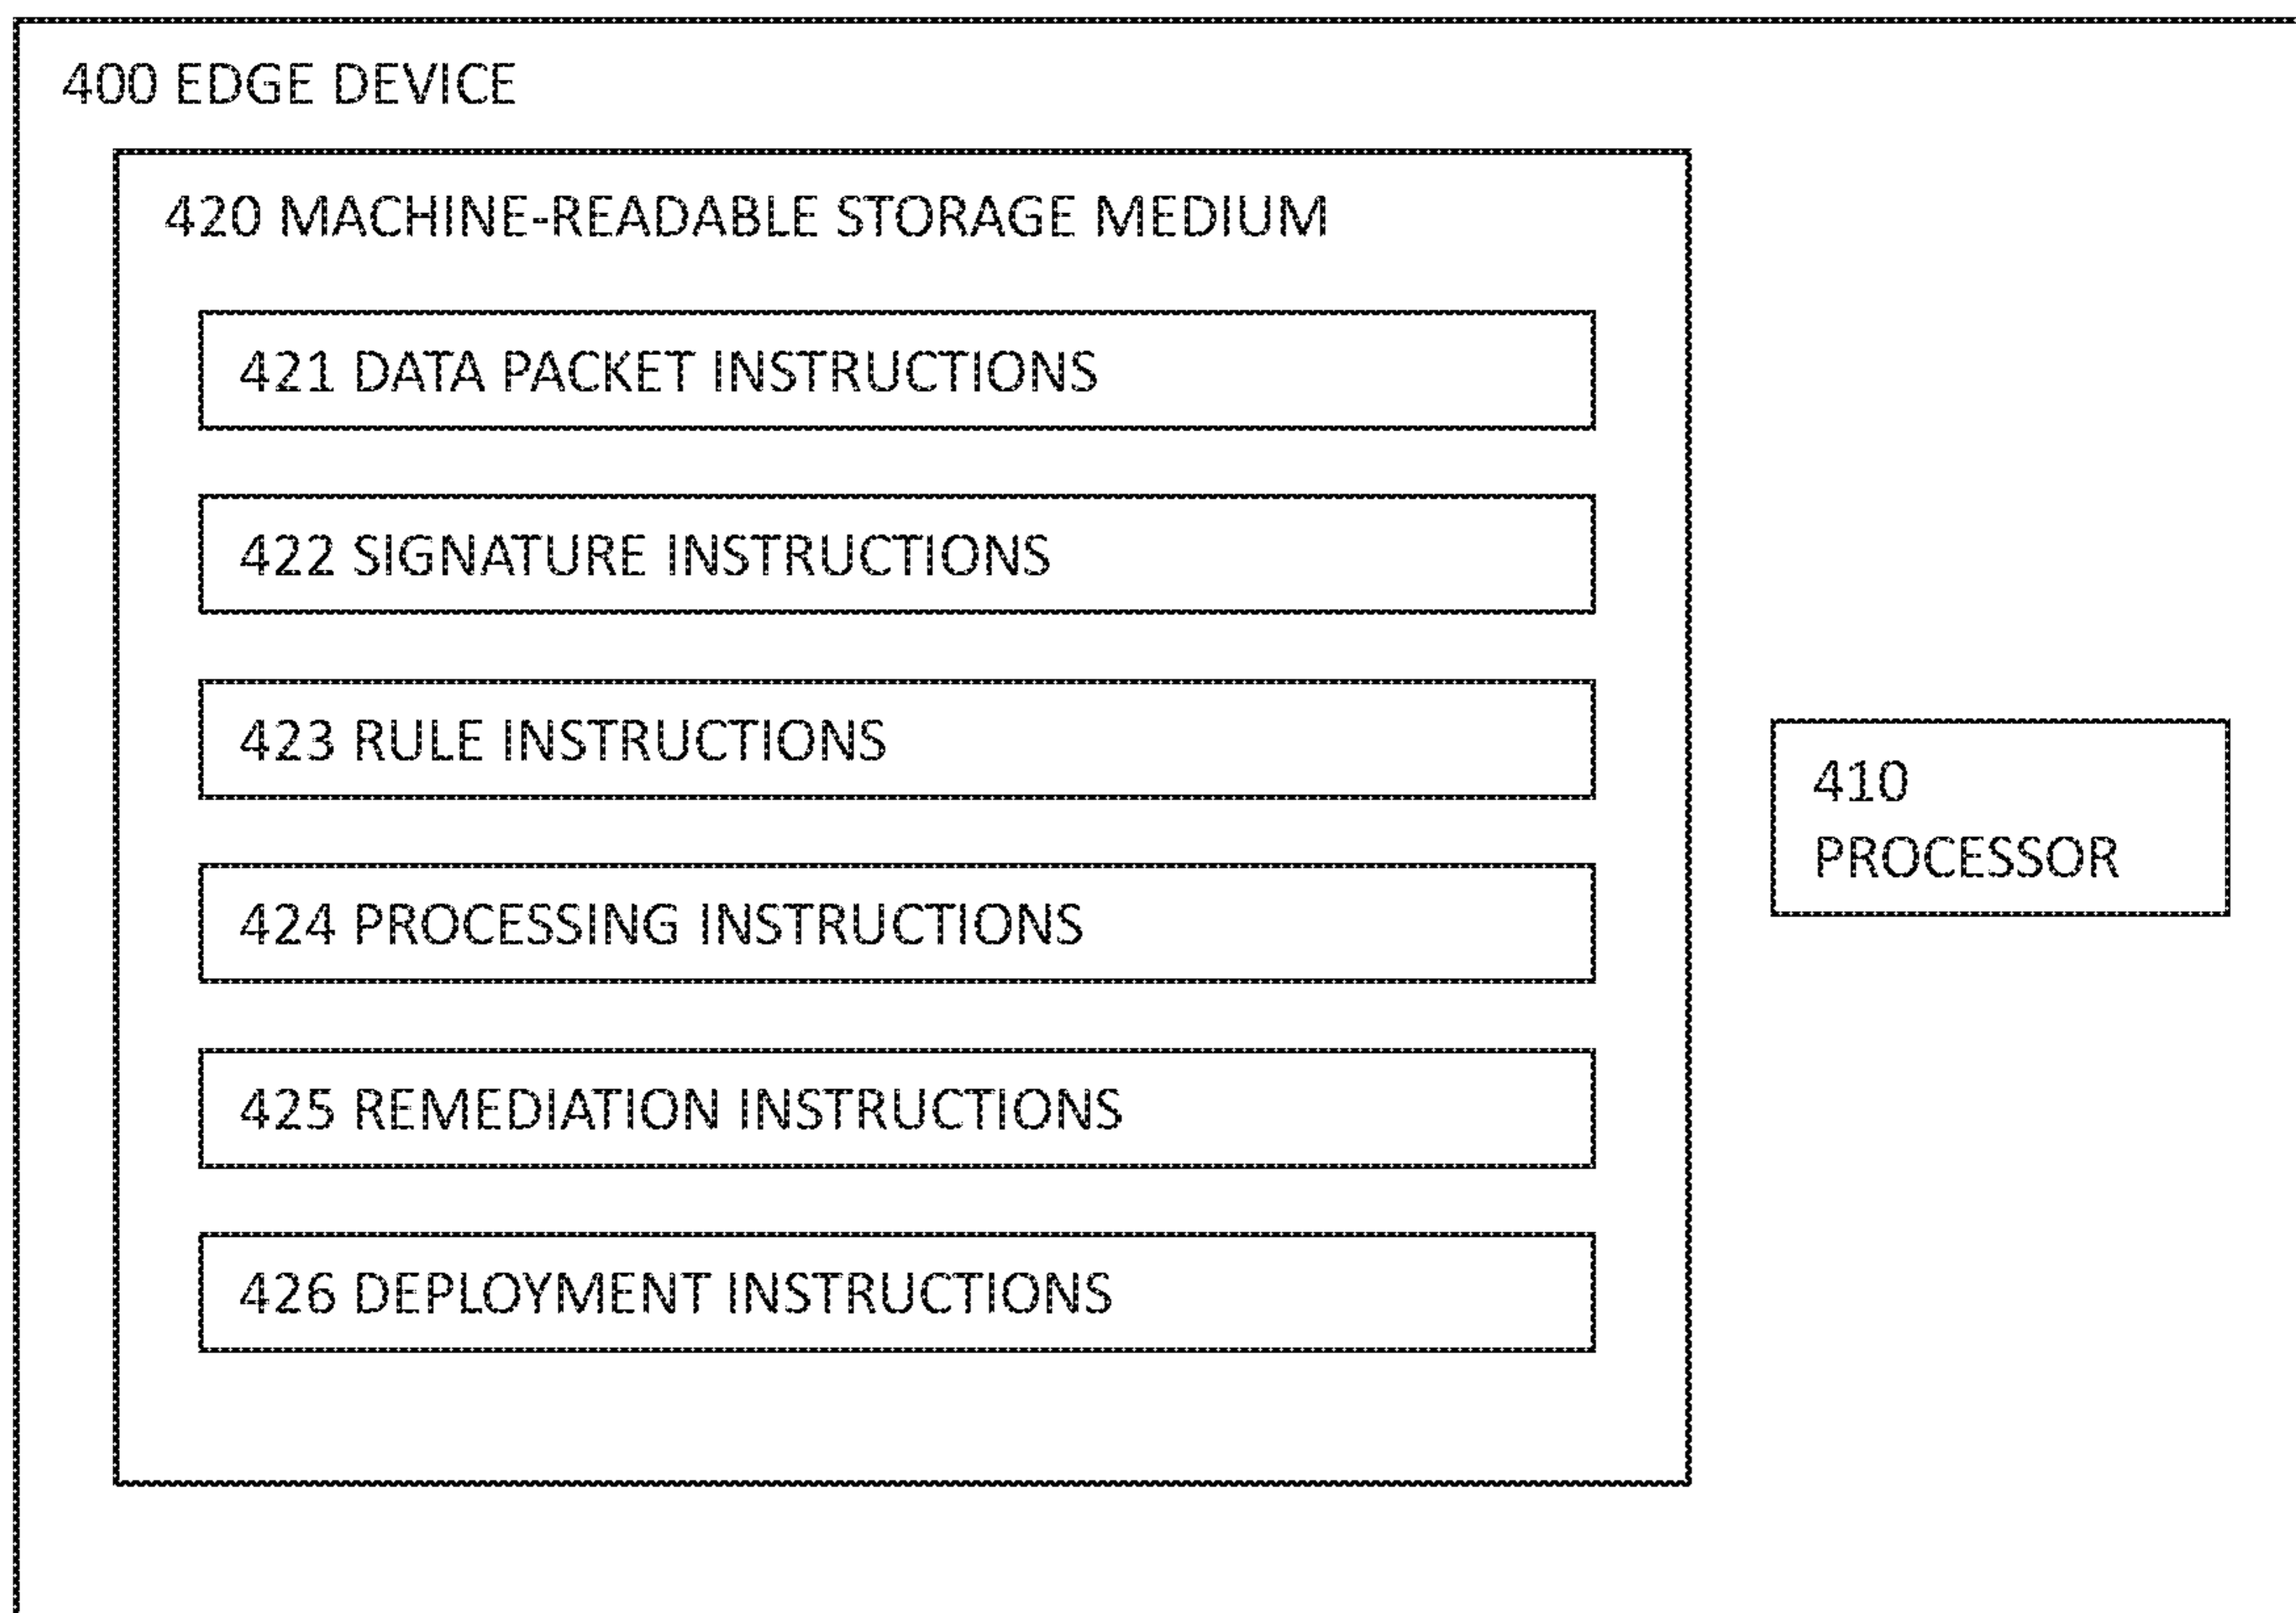 400 EDGE DEVICE
420 MACHINE-READABLE STORAGE MEDIUM
421 DATA PACKET INSTRUCTIONS
422 SIGNATURE INSTRUCTIONS
423 RULE INSTRUCTIONS
424 PROCESSING INSTRUCTIONS
425 REMEDIATION INSTRUCTIONS
426 DEPLOYMENT INSTRUCTIONS
410
PROCESSOR